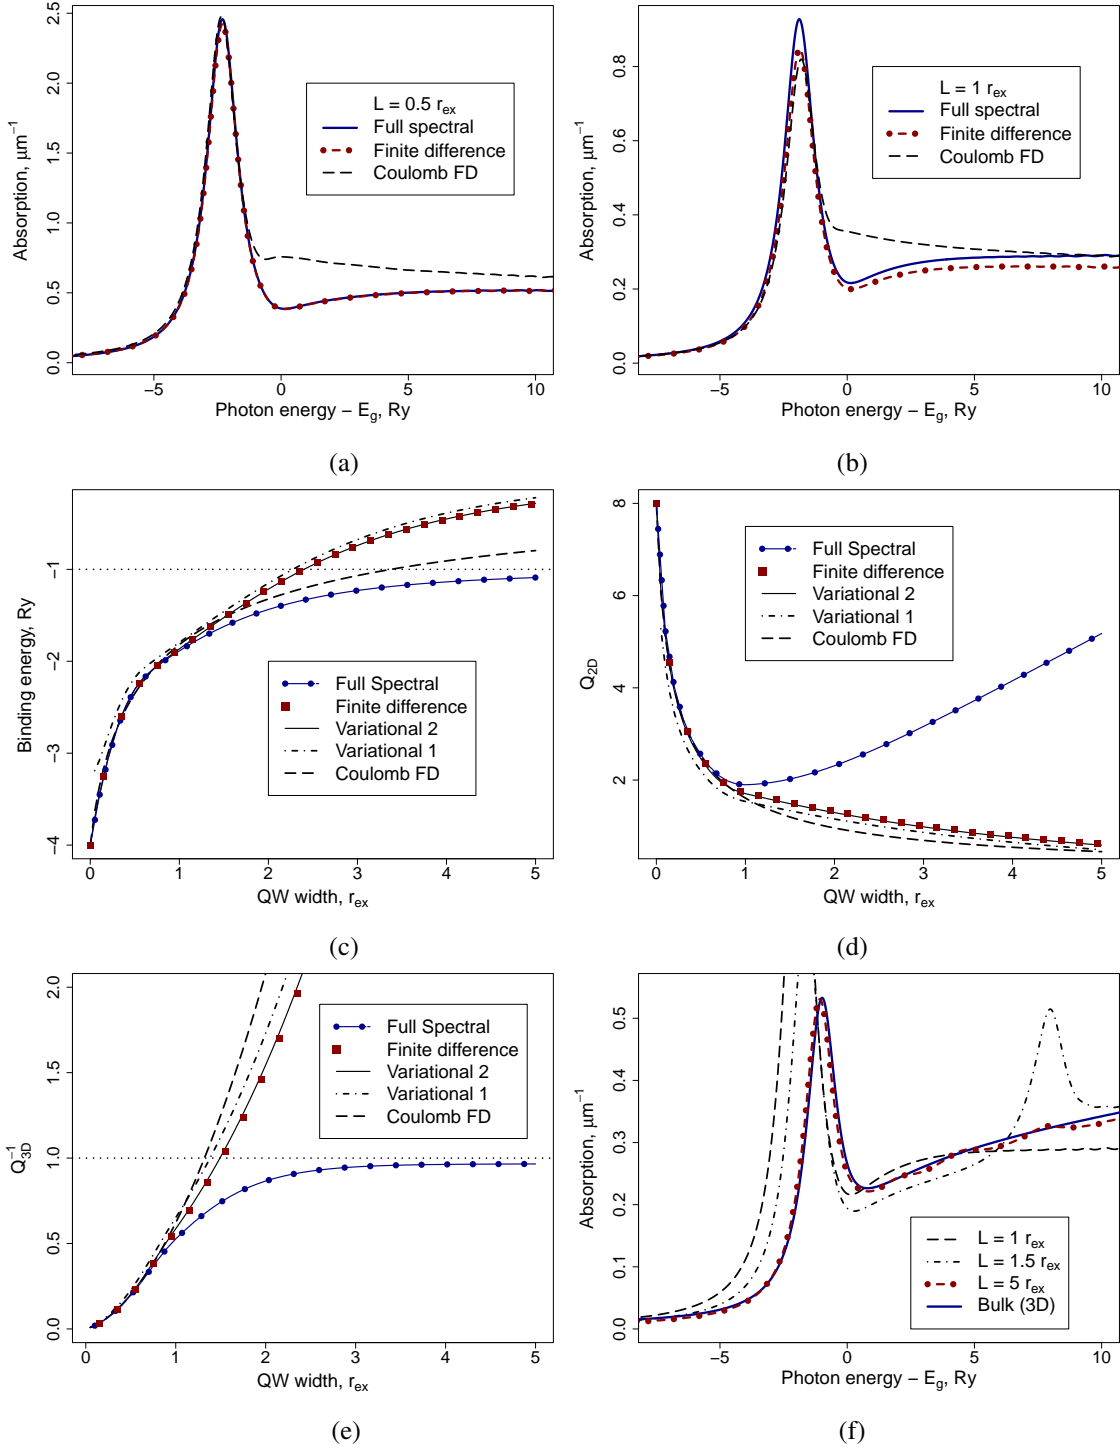 0.0 0.5 1.0 1.5 2.0 2.5
Absorption, μm⁻¹
L = 0.5 r_ex
Full spectral
Finite difference
Coulomb FD
−5 0 5 10
Photon energy − E_g, Ry
(a)
0.0 0.2 0.4 0.6 0.8
Absorption, μm⁻¹
L = 1 r_ex
Full spectral
Finite difference
Coulomb FD
−5 0 5 10
Photon energy − E_g, Ry
(b)
−4 −3 −2 −1
Binding energy, Ry
Full Spectral
Finite difference
Variational 2
Variational 1
Coulomb FD
0 1 2 3 4 5
QW width, r_ex
(c)
2 4 6 8
Q_2D
Full Spectral
Finite difference
Variational 2
Variational 1
Coulomb FD
0 1 2 3 4 5
QW width, r_ex
(d)
0.0 0.5 1.0 1.5 2.0
Q_3D⁻¹
Full Spectral
Finite difference
Variational 2
Variational 1
Coulomb FD
0 1 2 3 4 5
QW width, r_ex
(e)
0.0 0.1 0.2 0.3 0.4 0.5
Absorption, μm⁻¹
L = 1 r_ex
L = 1.5 r_ex
L = 5 r_ex
Bulk (3D)
−5 0 5 10
Photon energy − E_g, Ry
(f)